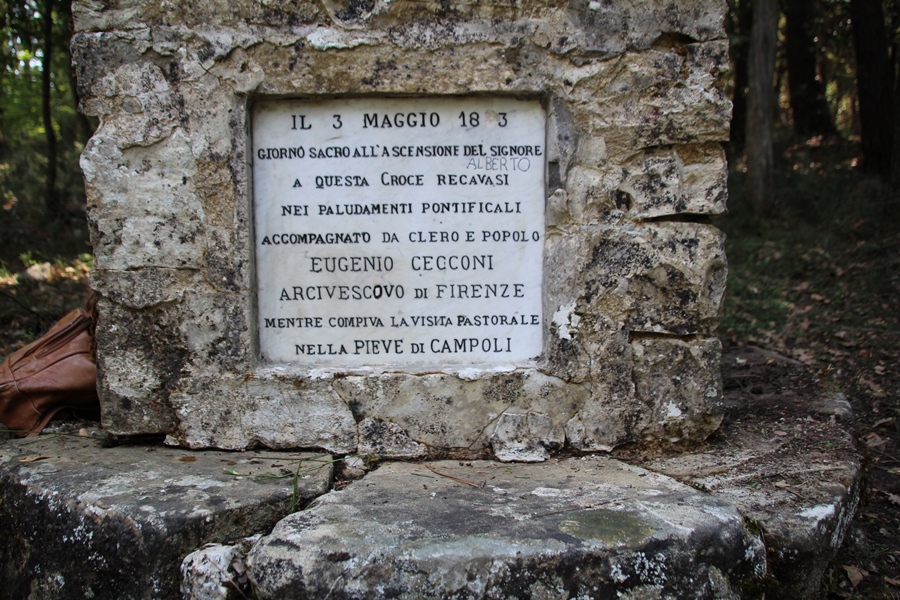 IL 3 MAGGIO 18 3
GIORNO SACRO ALL'ASCENSIONE DEL SIGNORE
ALBERTO
A QUESTA CROCE RECAVASI
NEI PALUDAMENTI PONTIFICALI
ACCOMPAGNATO DA CLERO E POPOLO
EUGENIO CECCONI
ARCIVESCOVO DI FIRENZE
MENTRE COMPIVA LA VISITA PASTORALE
NELLA PIEVE DI CAMPOLI